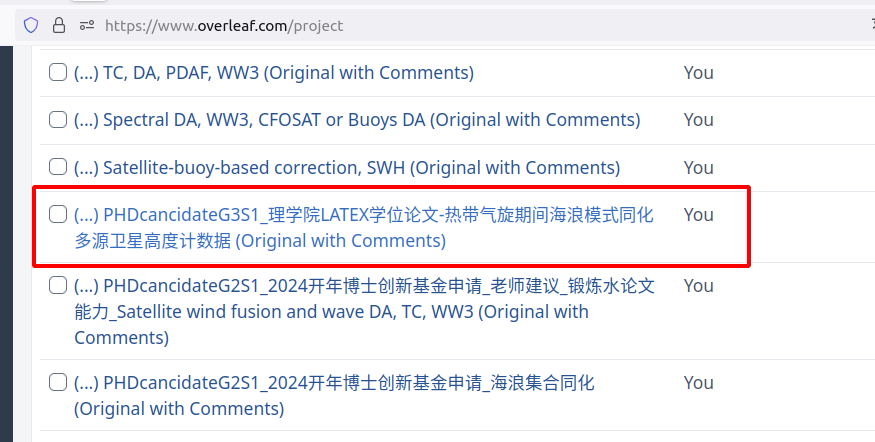 https://www.overleaf.com/project
(...) TC, DA, PDAF, WW3 (Original with Comments) You
(...) Spectral DA, WW3, CFOSAT or Buoys DA (Original with Comments) You
(...) Satellite-buoy-based correction, SWH (Original with Comments) You
(...) PHDcancidateG3S1_理学院LATEX学位论文-热带气旋期间海浪模式同化 You
多源卫星高度计数据 (Original with Comments)
(...) PHDcancidateG2S1_2024开年博士创新基金申请_老师建议_锻炼水论文 You
能力_Satellite wind fusion and wave DA, TC, WW3 (Original with
Comments)
(...) PHDcancidateG2S1_2024开年博士创新基金申请_海浪集合同化 You
(Original with Comments)